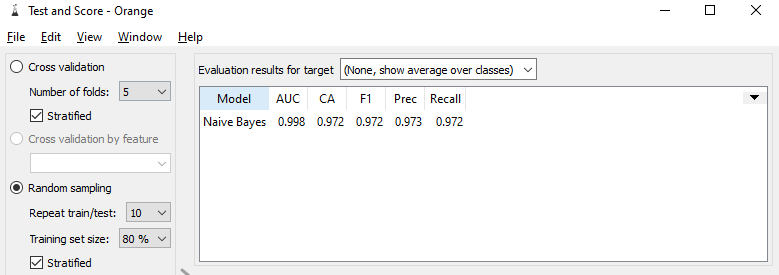 Test and Score - Orange
File Edit View Window Help
Cross validation
Number of folds: 5
Stratified
Cross validation by feature
Random sampling
Repeat train/test: 10
Training set size: 80 %
Stratified
Evaluation results for target (None, show average over classes)
Model AUC CA F1 Prec Recall
Naive Bayes 0.998 0.972 0.972 0.973 0.972